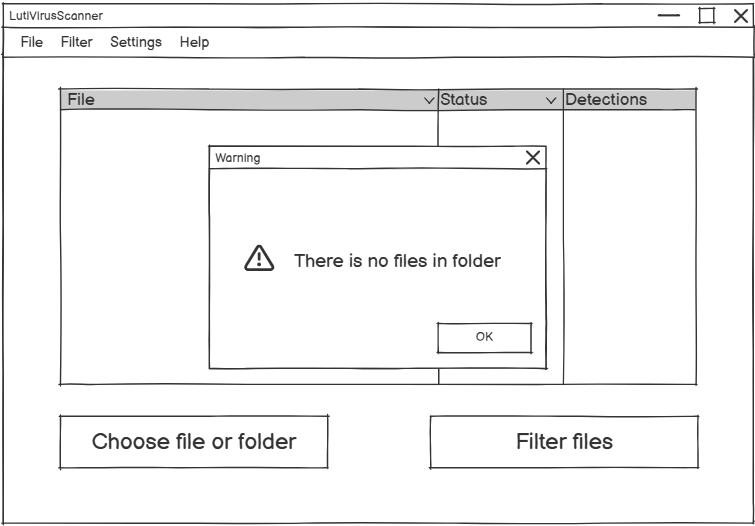 LutiVirusScanner
File Filter Settings Help
File Status Detections
Warning
There is no files in folder
OK
Choose file or folder Filter files